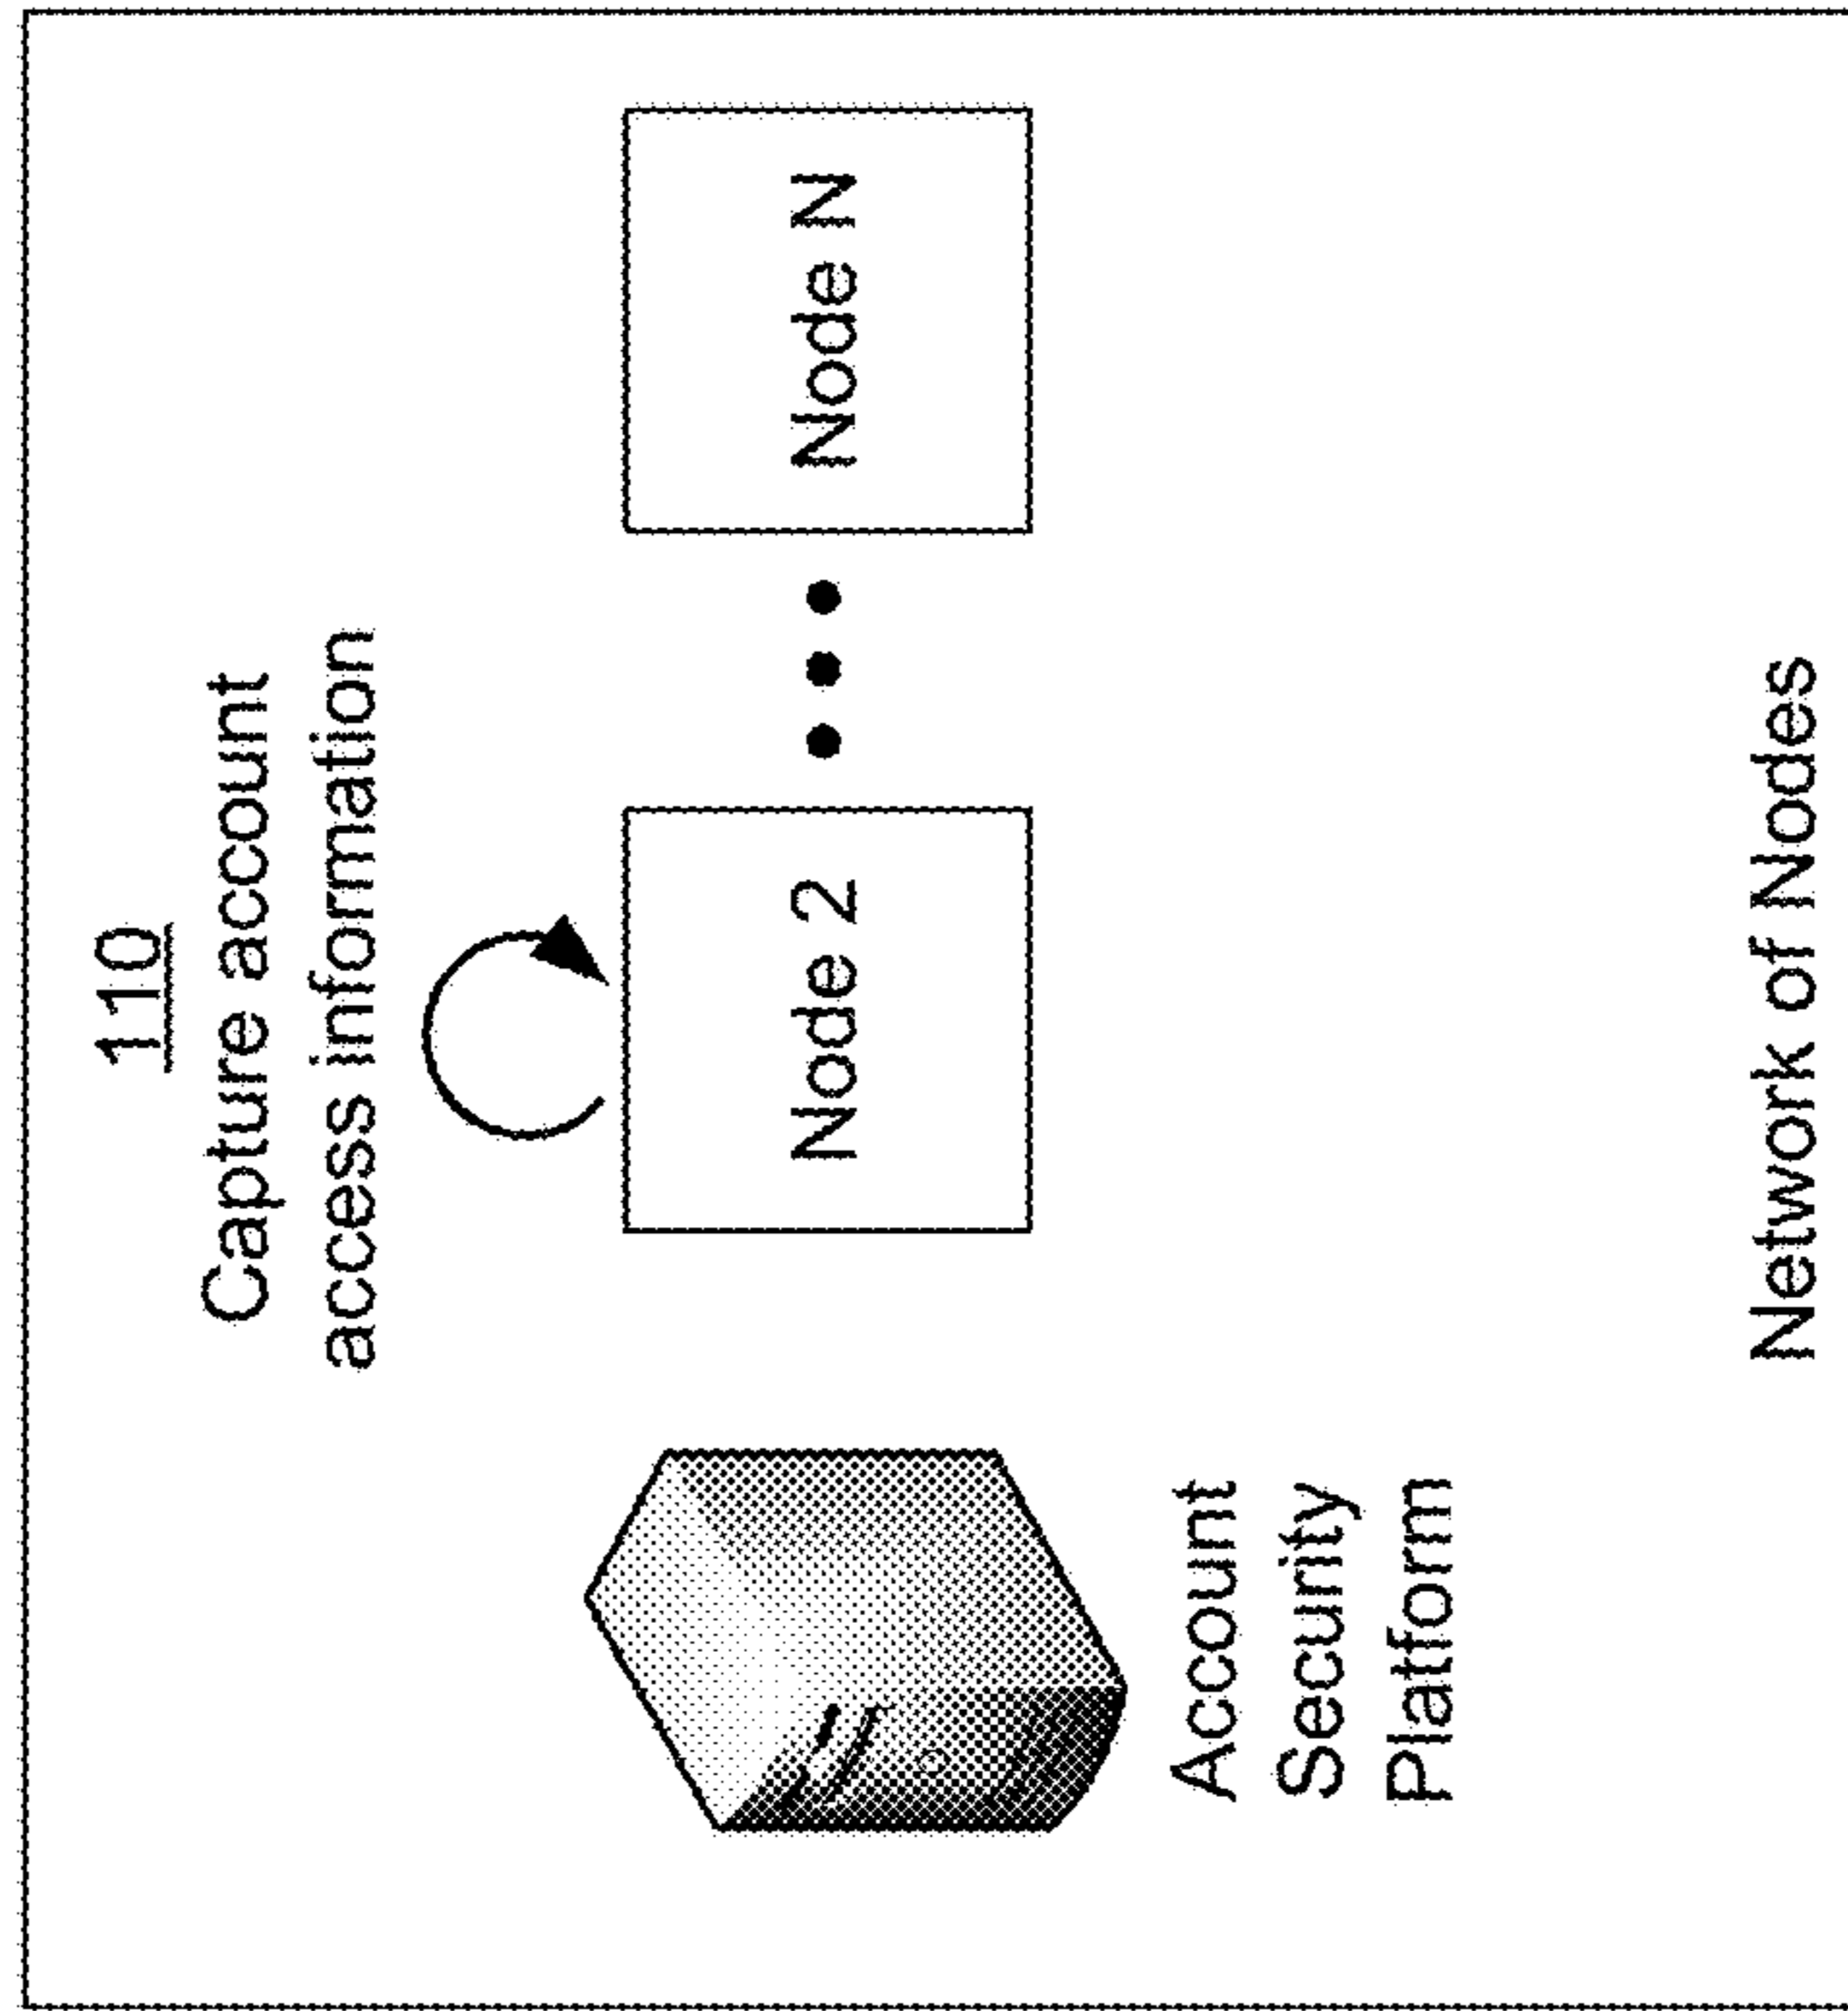 110
Capture account
access information
Node 2
Node N
Account
Security
Platform
Network of Nodes